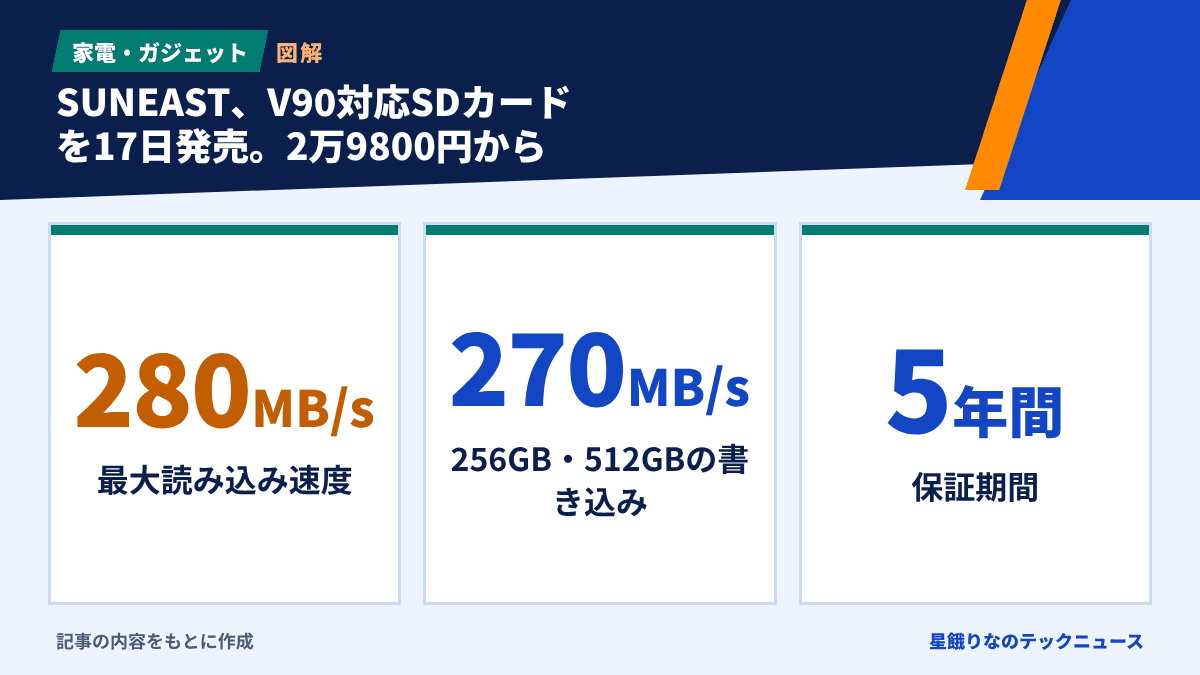 家電・ガジェット 図解
SUNEAST、V90対応SDカード
を17日発売。2万9800円から
280MB/s
最大読み込み速度
270MB/s
256GB・512GBの書
き込み
5年間
保証期間
記事の内容をもとに作成
星餓りなのテックニュース